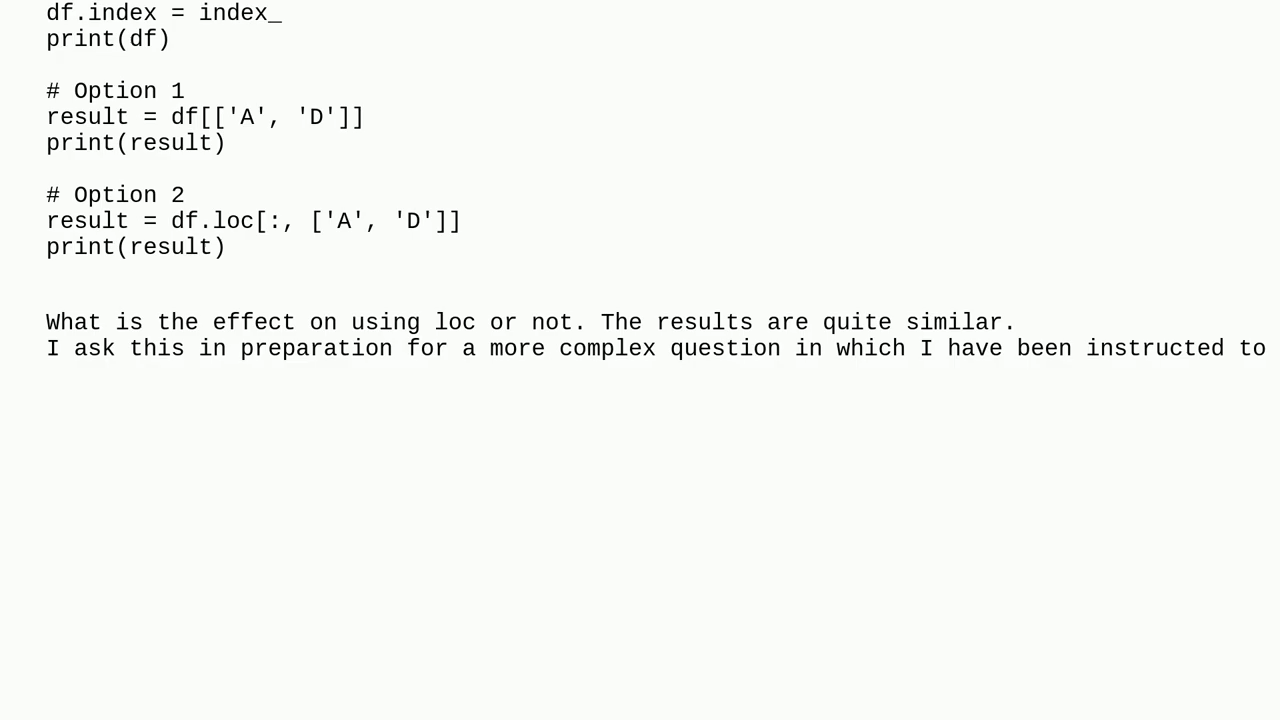 df.index = index_
print(df)
# Option 1
result = df[['A', 'D']]
print(result)
# Option 2
result = df.loc[:, ['A', 'D']]
print(result)
What is the effect on using loc or not. The results are quite similar.
I ask this in preparation for a more complex question in which I have been instructed to